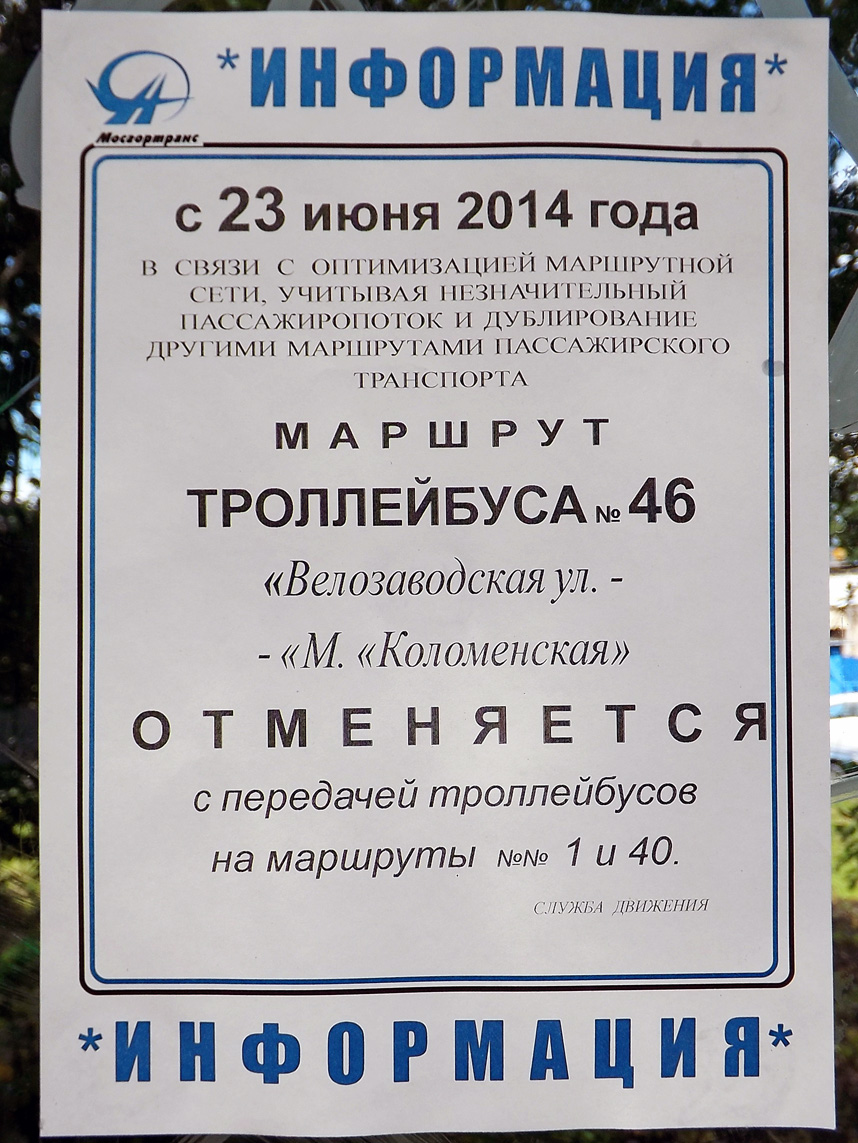 *ИНФОРМАЦИЯ*
Мосгортранс
с 23 июня 2014 года
В СВЯЗИ С ОПТИМИЗАЦИЕЙ МАРШРУТНОЙ
СЕТИ, УЧИТЫВАЯ НЕЗНАЧИТЕЛЬНЫЙ
ПАССАЖИРОПОТОК И ДУБЛИРОВАНИЕ
ДРУГИМИ МАРШРУТАМИ ПАССАЖИРСКОГО
ТРАНСПОРТА
МАРШРУТ
ТРОЛЛЕЙБУСА № 46
«Велозаводская ул. -
- «М. «Коломенская»
ОТМЕНЯЕТСЯ
с передачей троллейбусов
на маршруты №№ 1 и 40.
СЛУЖБА ДВИЖЕНИЯ
*ИНФОРМАЦИЯ*